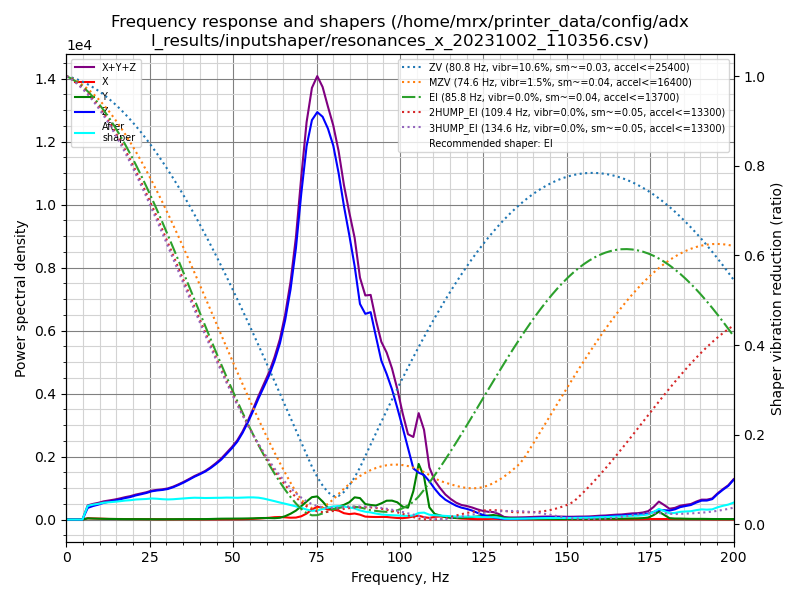 Frequency response and shapers (/home/mrx/printer_data/config/adx
l_results/inputshaper/resonances_x_20231002_110356.csv)
1e4
X+Y+Z
X
Y
Z
After
shaper
ZV (80.8 Hz, vibr=10.6%, sm~=0.03, accel<=25400)
MZV (74.6 Hz, vibr=1.5%, sm~=0.04, accel<=16400)
EI (85.8 Hz, vibr=0.0%, sm~=0.04, accel<=13700)
2HUMP_EI (109.4 Hz, vibr=0.0%, sm~=0.05, accel<=13300)
3HUMP_EI (134.6 Hz, vibr=0.0%, sm~=0.05, accel<=13300)
Recommended shaper: EI
Power spectral density
1.4
1.2
1.0
0.8
0.6
0.4
0.2
0.0
1.0
0.8
0.6
0.4
0.2
0.0
Shaper vibration reduction (ratio)
0 25 50 75 100 125 150 175 200
Frequency, Hz